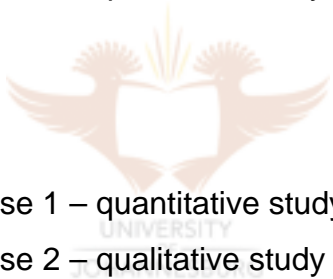 se 1 – quantitative study
UNIVERSITY
se 2 – qualitative study
JOHANNESBURG